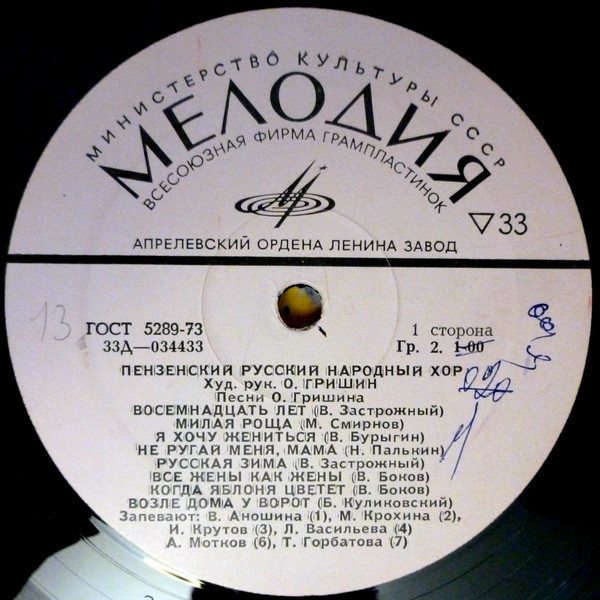 МИНИСТЕРСТВО КУЛЬТУРЫ СССР
МЕЛОДИЯ
ВСЕСОЮЗНАЯ ФИРМА ГРАМПЛАСТИНОК
▽33
АПРЕЛЕВСКИЙ ОРДЕНА ЛЕНИНА ЗАВОД
13
ГОСТ 5289-73
1 сторона
33Д—034433
Гр. 2. 1-00
ПЕНЗЕНСКИЙ РУССКИЙ НАРОДНЫЙ ХОР
Худ. рук. О. ГРИШИН
Песни О. Гришина
ВОСЕМНАДЦАТЬ ЛЕТ (В. Застрожный)
МИЛАЯ РОЩА (М. Смирнов)
Я ХОЧУ ЖЕНИТЬСЯ (В. Бурыгин)
НЕ РУГАЙ МЕНЯ, МАМА (Н. Палькин)
РУССКАЯ ЗИМА (В. Застрожный)
ВСЕ ЖЕНЫ КАК ЖЕНЫ (В. Боков)
КОГДА ЯБЛОНЯ ЦВЕТЕТ (В. Боков)
ВОЗЛЕ ДОМА У ВОРОТ (Б. Куликовский)
Запевают: В. Аношина (1), М. Крохина (2),
И. Крутов (3), Л. Васильева (4)
А. Мотков (6), Т. Горбатова (7)